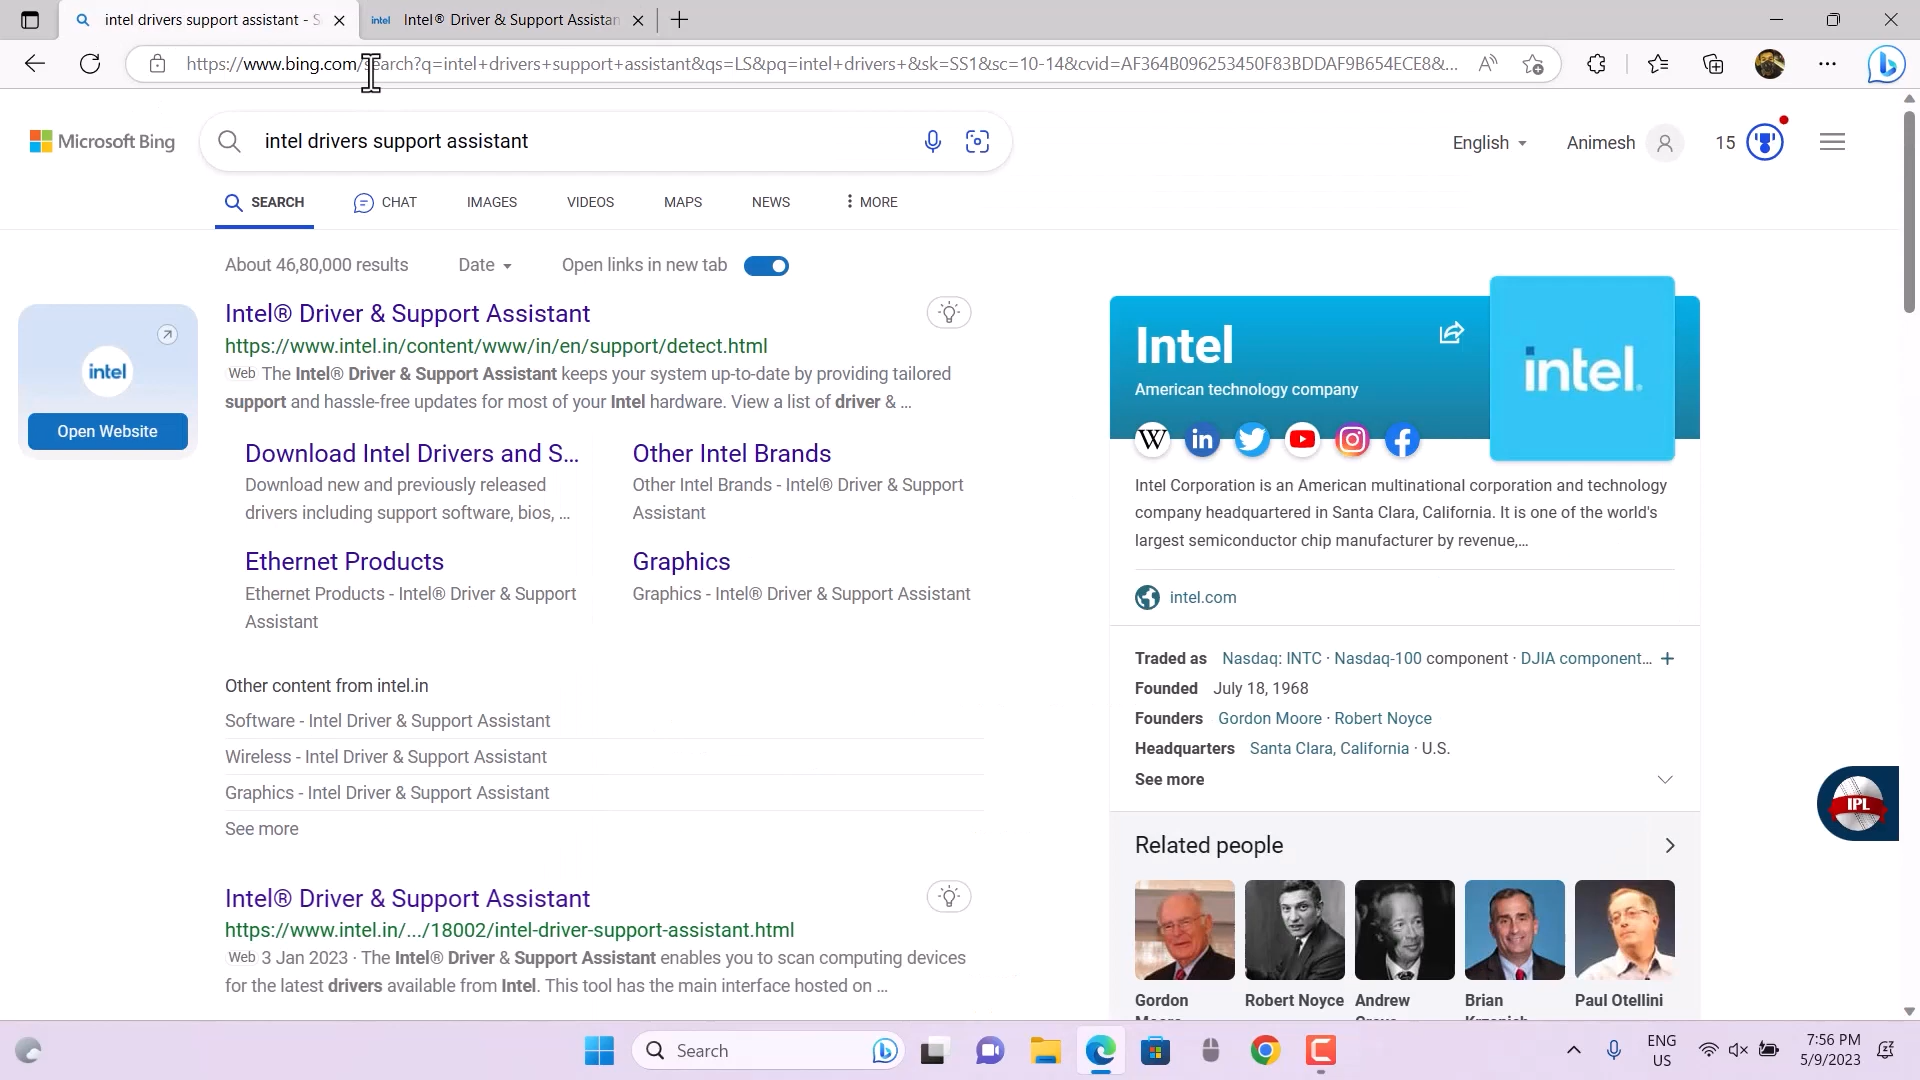 intel drivers support assistant - S
intel Intel® Driver & Support Assistan
https://www.bing.com/search?q=intel+drivers+support+assistant&qs=LS&pq=intel+drivers+&sk=SS1&sc=10-14&cvid=AF364B096253450F83BDDAF9B654ECE8&...
Microsoft Bing
intel drivers support assistant
English
Animesh
15
SEARCH
CHAT
IMAGES
VIDEOS
MAPS
NEWS
MORE
About 46,80,000 results
Date
Open links in new tab
intel
Open Website
Intel® Driver & Support Assistant
https://www.intel.in/content/www/in/en/support/detect.html
Web The Intel® Driver & Support Assistant keeps your system up-to-date by providing tailored
support and hassle-free updates for most of your Intel hardware. View a list of driver & ...
Download Intel Drivers and S...
Download new and previously released
drivers including support software, bios, ...
Other Intel Brands
Other Intel Brands - Intel® Driver & Support
Assistant
Ethernet Products
Ethernet Products - Intel® Driver & Support
Assistant
Graphics
Graphics - Intel® Driver & Support Assistant
Other content from intel.in
Software - Intel Driver & Support Assistant
Wireless - Intel Driver & Support Assistant
Graphics - Intel Driver & Support Assistant
See more
Intel® Driver & Support Assistant
https://www.intel.in/.../18002/intel-driver-support-assistant.html
Web 3 Jan 2023 · The Intel® Driver & Support Assistant enables you to scan computing devices
for the latest drivers available from Intel. This tool has the main interface hosted on ...
Intel
American technology company
intel.
W
in
Intel Corporation is an American multinational corporation and technology
company headquartered in Santa Clara, California. It is one of the world's
largest semiconductor chip manufacturer by revenue,...
intel.com
Traded as Nasdaq: INTC · Nasdaq-100 component · DJIA component...
Founded July 18, 1968
Founders Gordon Moore · Robert Noyce
Headquarters Santa Clara, California · U.S.
See more
Related people
Gordon
Moore
Robert Noyce
Andrew
Grove
Brian
Krzanich
Paul Otellini
IPL
Search
ENG
US
7:56 PM
5/9/2023